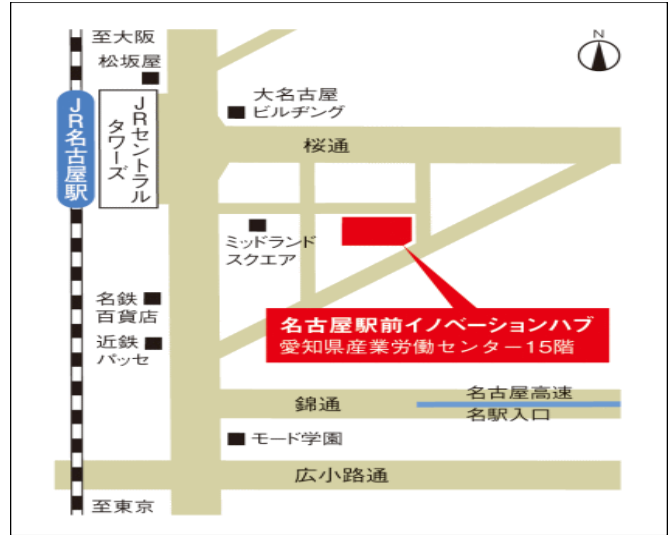 至大阪
松坂屋
N
JR名古屋駅
JRセントラル
タワーズ
大名古屋
ビルヂング
桜通
ミッドランド
スクエア
名鉄
百貨店
近鉄
パッセ
名古屋駅前イノベーションハブ
愛知県産業労働センター15階
錦通
名古屋高速
名駅入口
モード学園
広小路通
至東京